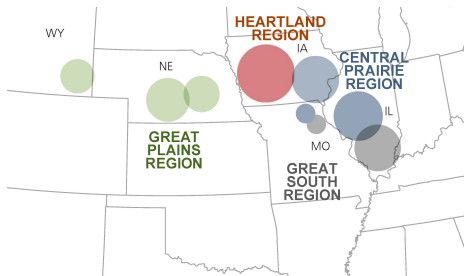 HEARTLAND
REGION
WY
IA
CENTRAL
PRAIRIE
REGION
NE
IL
GREAT
PLAINS
REGION
MO
GREAT
SOUTH
REGION